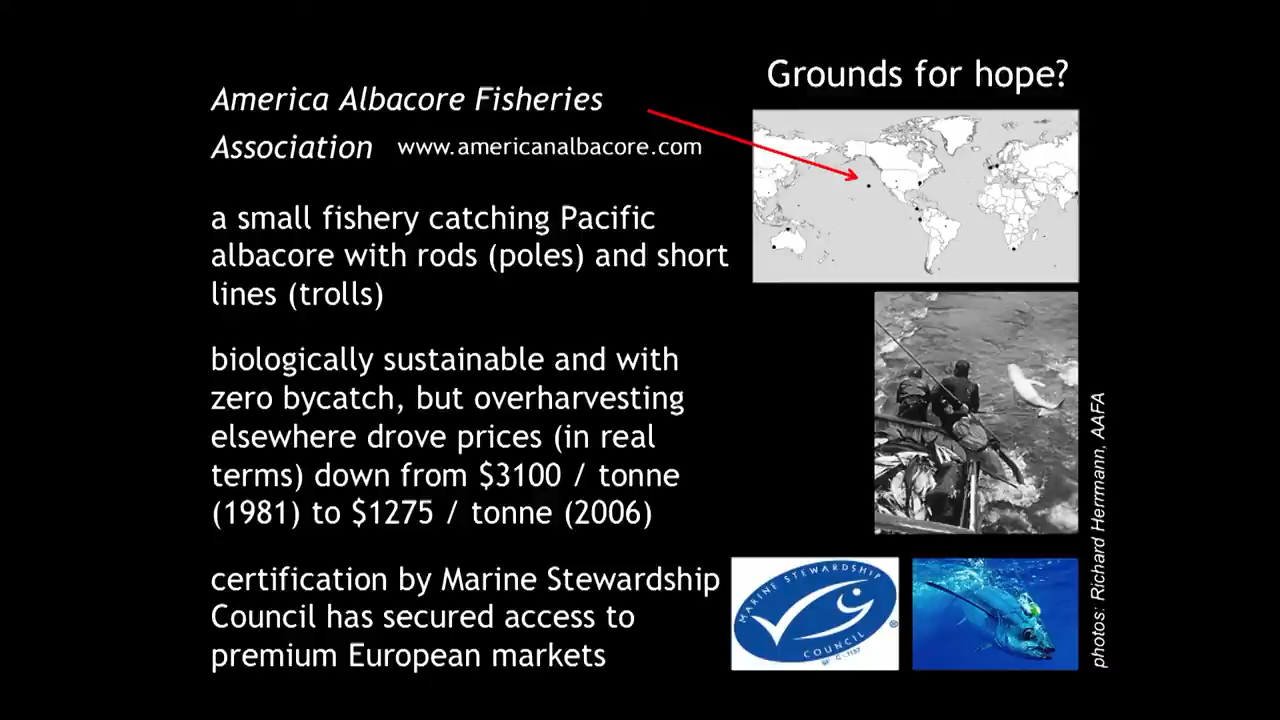 Grounds for hope?
America Albacore Fisheries
Association www.americanalbacore.com
a small fishery catching Pacific
albacore with rods (poles) and short
lines (trolls)
biologically sustainable and with
zero bycatch, but overharvesting
elsewhere drove prices (in real
terms) down from $3100 / tonne
(1981) to $1275 / tonne (2006)
certification by Marine Stewardship
Council has secured access to
premium European markets
MARINE STEWARDSHIP
COUNCIL
®
photos: Richard Herrmann, AAFA